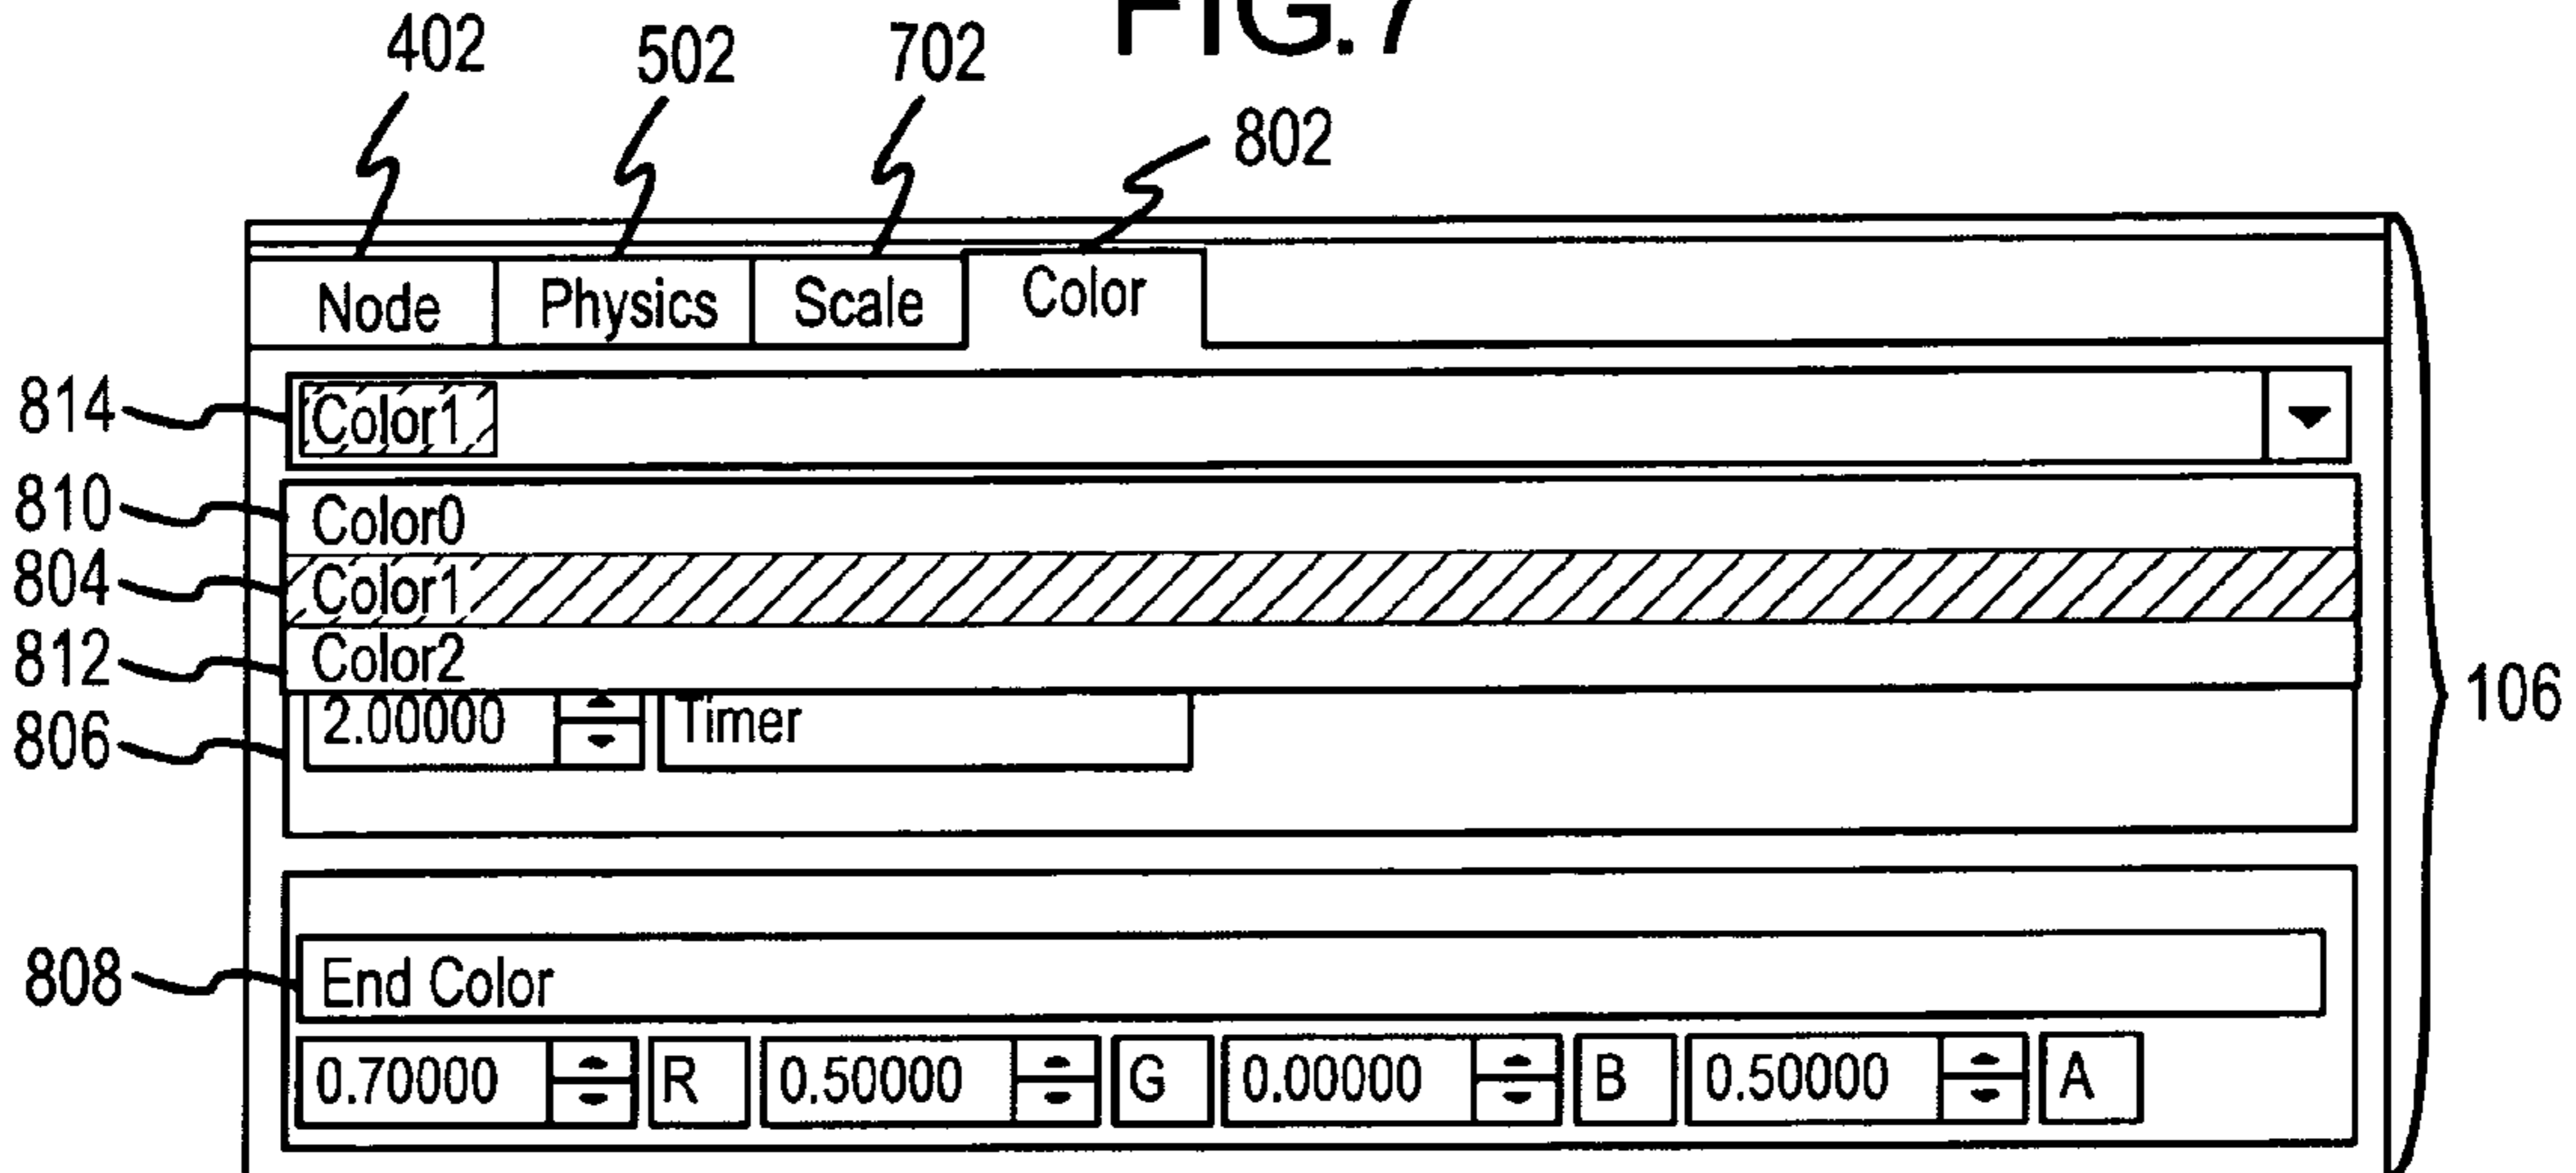 FIG. 7
402
502
702
802
Node Physics Scale Color
814 Color1
810 Color0
804 Color1
812 Color2
806 2.00000 Timer
106
808 End Color
0.70000 R 0.50000 G 0.00000 B 0.50000 A